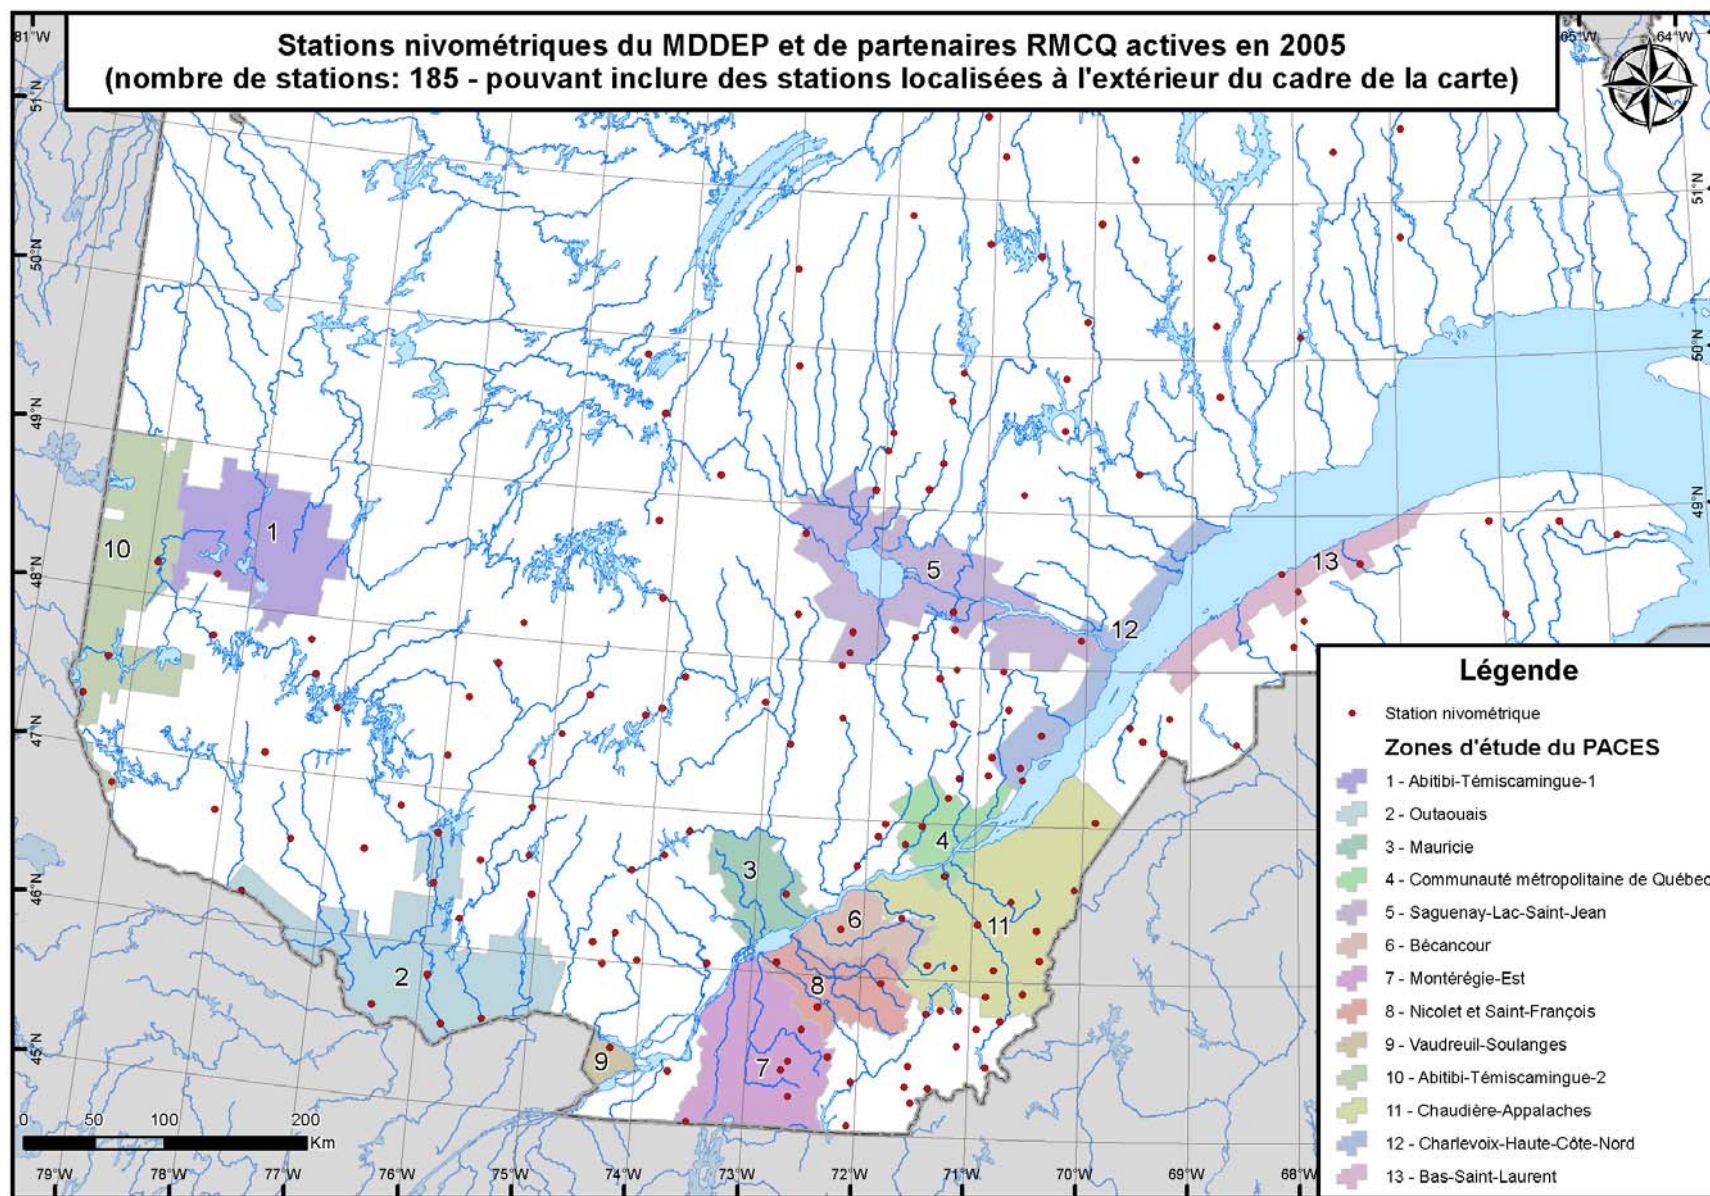 Stations nivométriques du MDDEP et de partenaires RMCQ actives en 2005
(nombre de stations: 185 - pouvant inclure des stations localisées à l'extérieur du cadre de la carte)
81°W
65°W
64°W
51°N
50°N
49°N
48°N
47°N
46°N
45°N
51°N
50°N
49°N
1
10
5
13
12
3
4
6
11
2
8
9
7
Légende
Station nivométrique
Zones d'étude du PACES
1 - Abitibi-Témiscamingue-1
2 - Outaouais
3 - Mauricie
4 - Communauté métropolitaine de Québec
5 - Saguenay-Lac-Saint-Jean
6 - Bécancour
7 - Montérégie-Est
8 - Nicolet et Saint-François
9 - Vaudreuil-Soulanges
10 - Abitibi-Témiscamingue-2
11 - Chaudière-Appalaches
12 - Charlevoix-Haute-Côte-Nord
13 - Bas-Saint-Laurent
0 50 100 200
Km
79°W 78°W 77°W 76°W 75°W 74°W 73°W 72°W 71°W 70°W 69°W 68°W